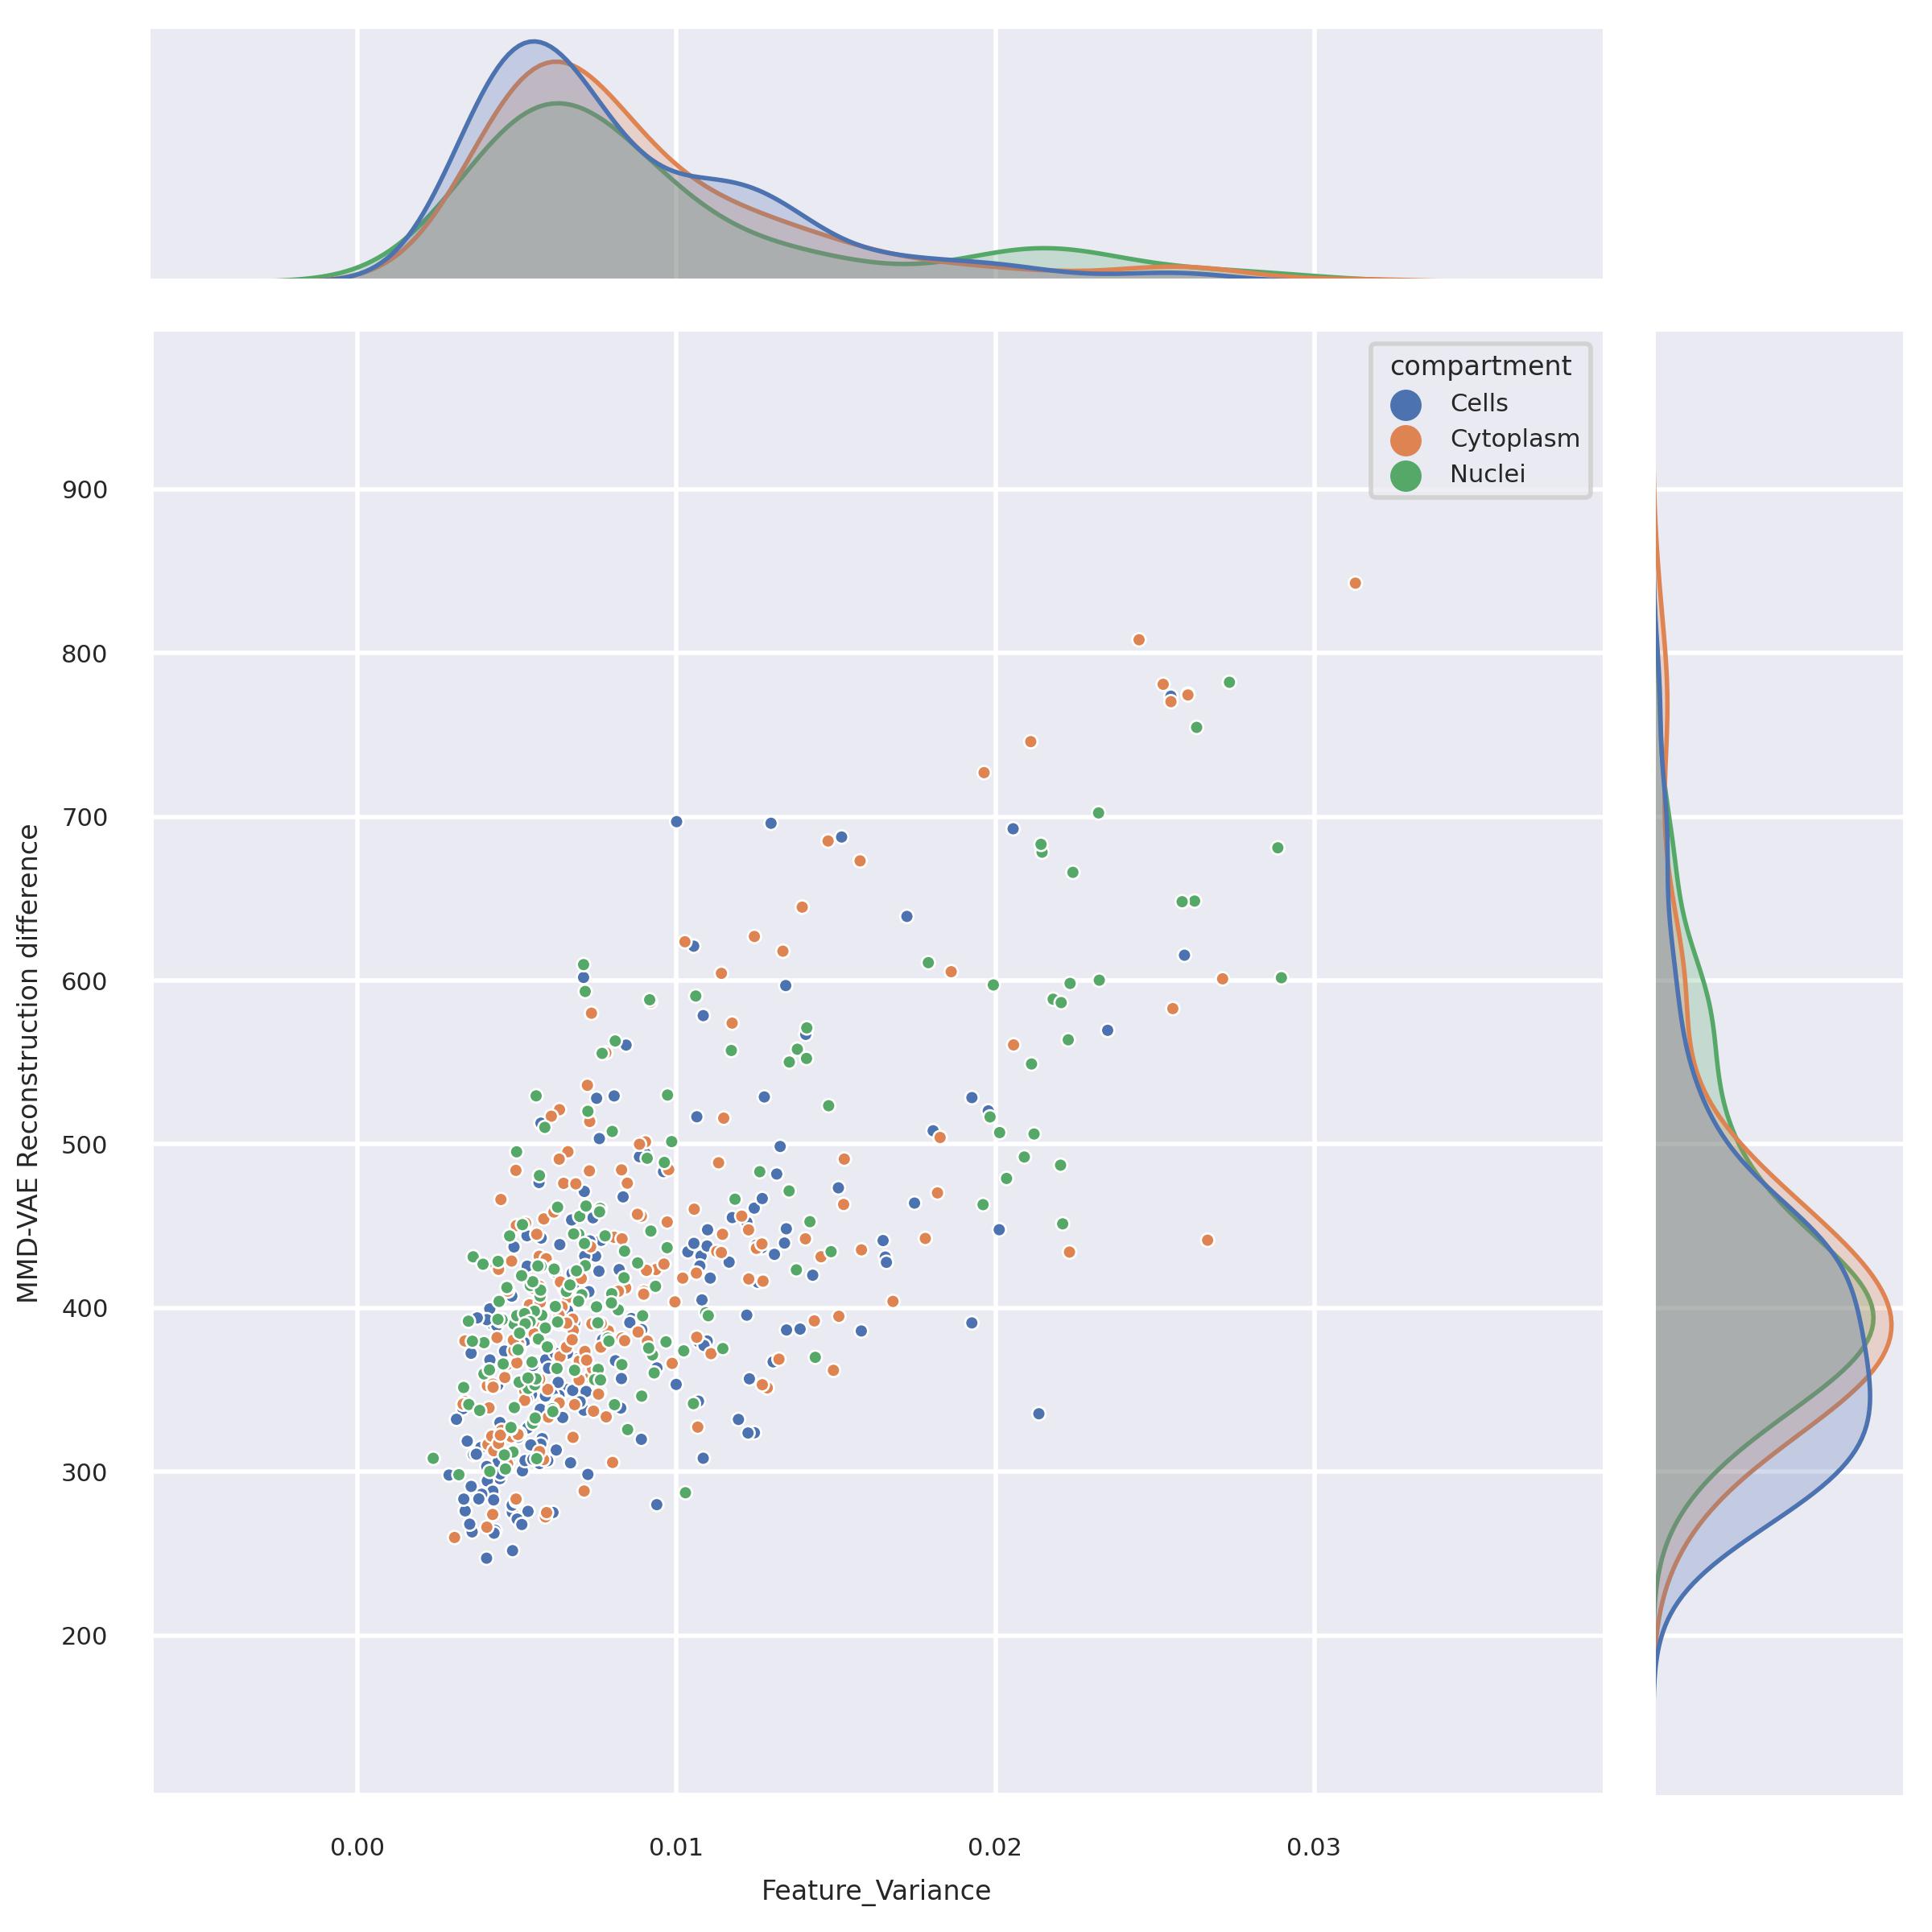 compartment
Cells
Cytoplasm
Nuclei
MMD-VAE Reconstruction difference
900
800
700
600
500
400
300
200
0.00 0.01 0.02 0.03
Feature_Variance